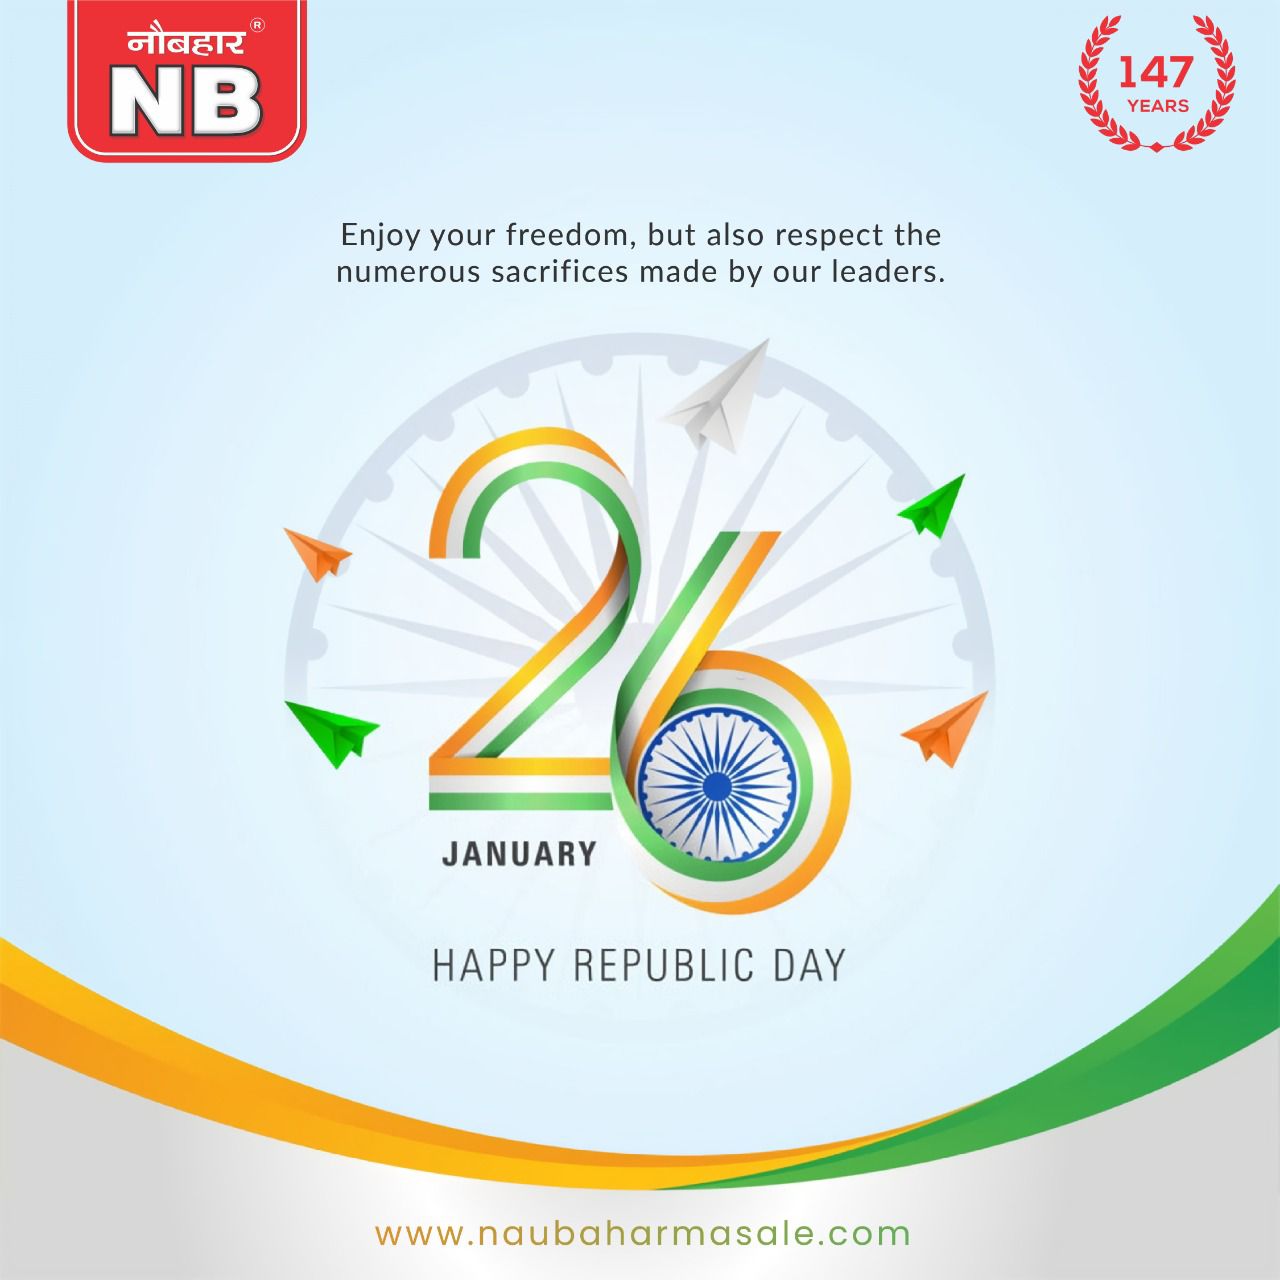 नौबहार ®
NB
147
YEARS
Enjoy your freedom, but also respect the
numerous sacrifices made by our leaders.
26
JANUARY
HAPPY REPUBLIC DAY
www.naubaharmasale.com